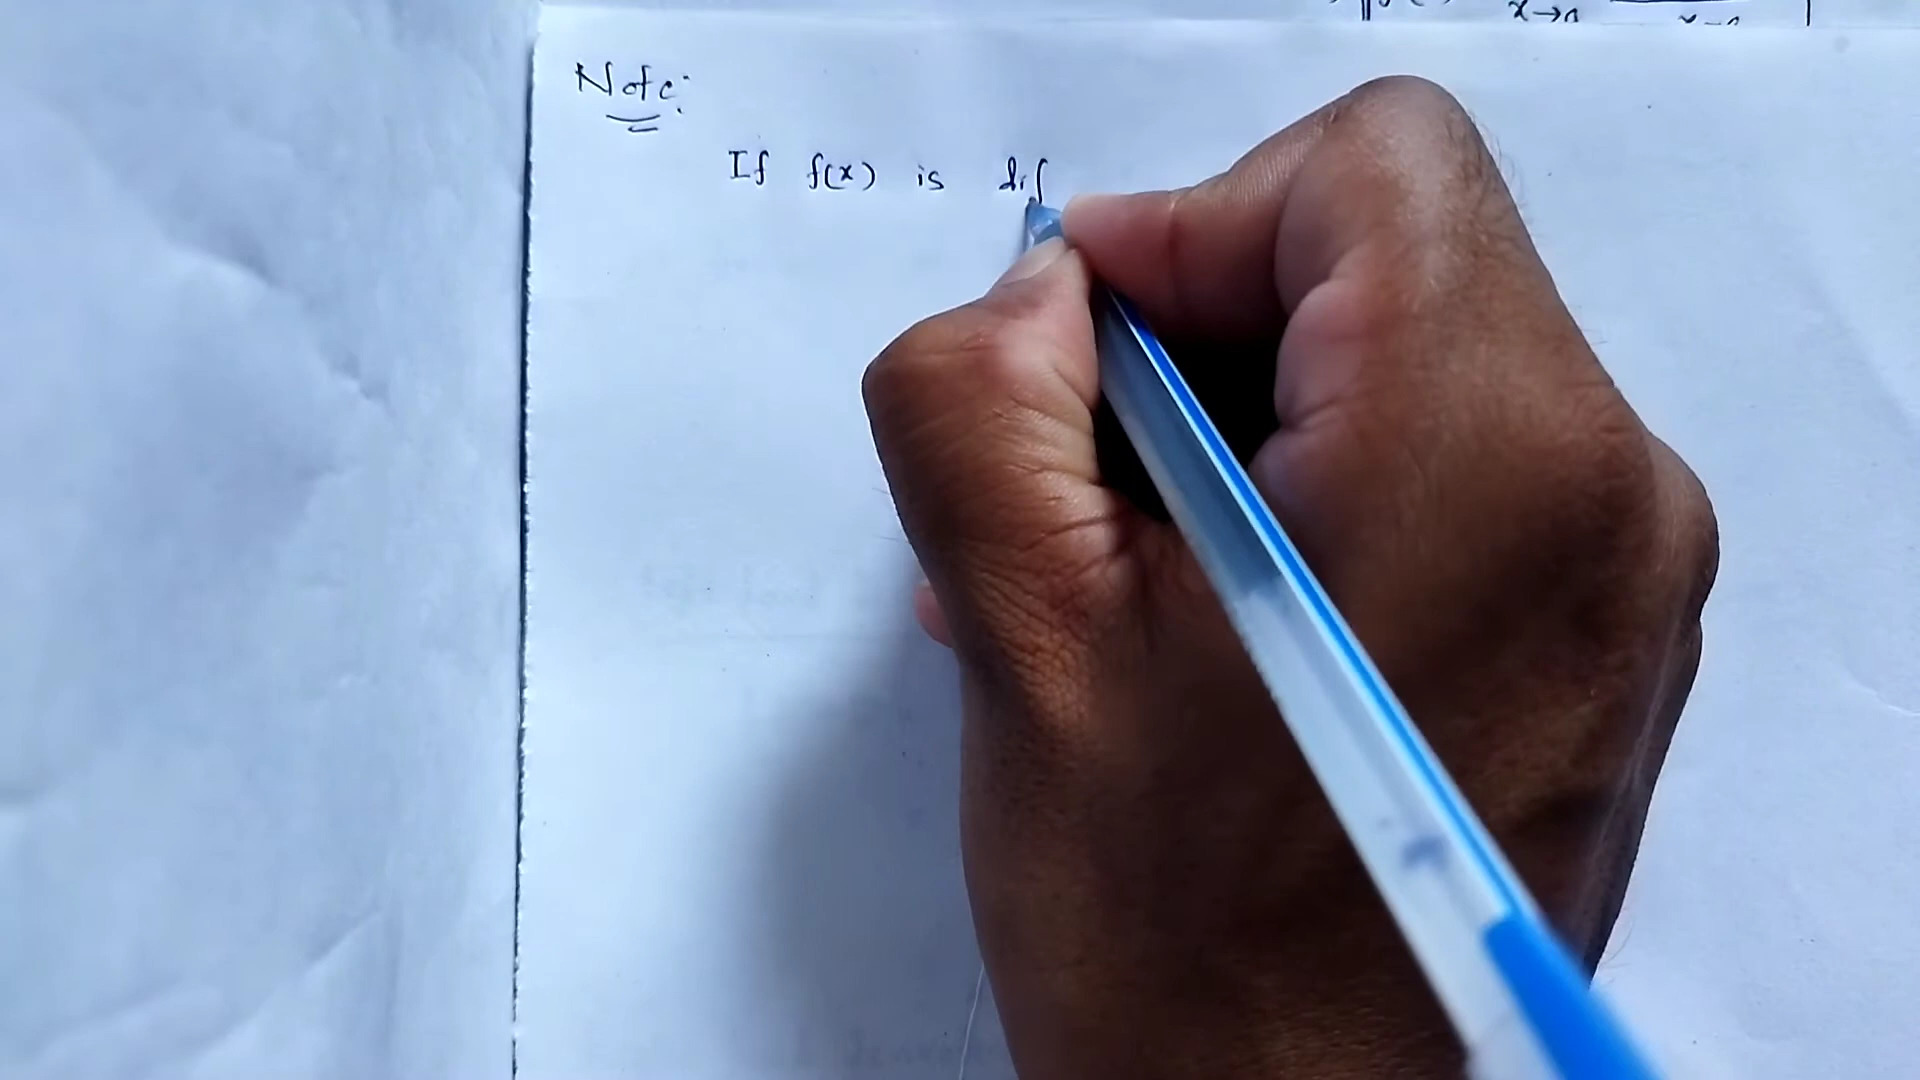 x→a
Note:
If f(x) is dif